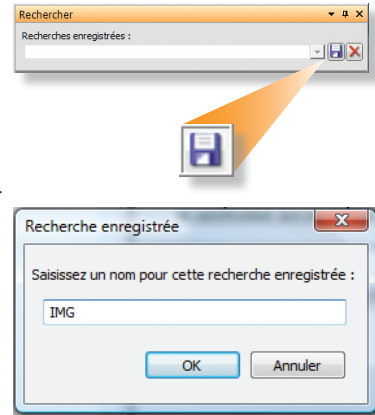 Rechercher
Recherches enregistrées :
Recherche enregistrée
Saisissez un nom pour cette recherche enregistrée :
IMG
OK Annuler